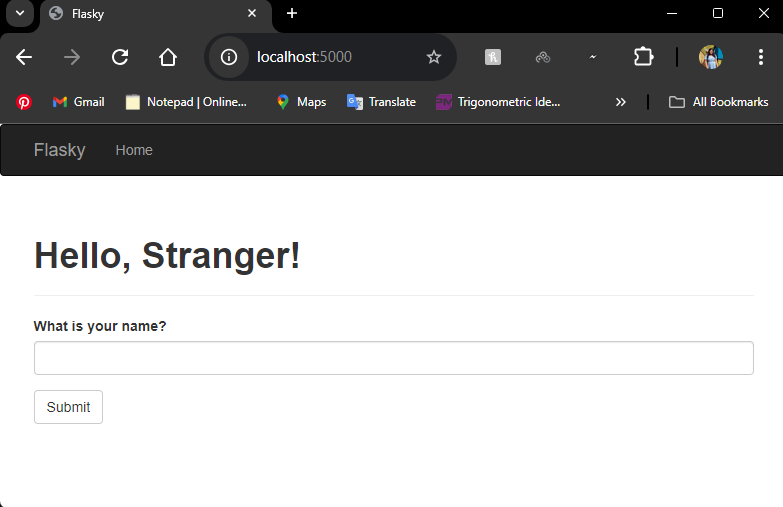 Flasky
localhost:5000
Gmail Notepad | Online... Maps Translate Trigonometric Ide... All Bookmarks
Flasky Home
Hello, Stranger!
What is your name?
Submit